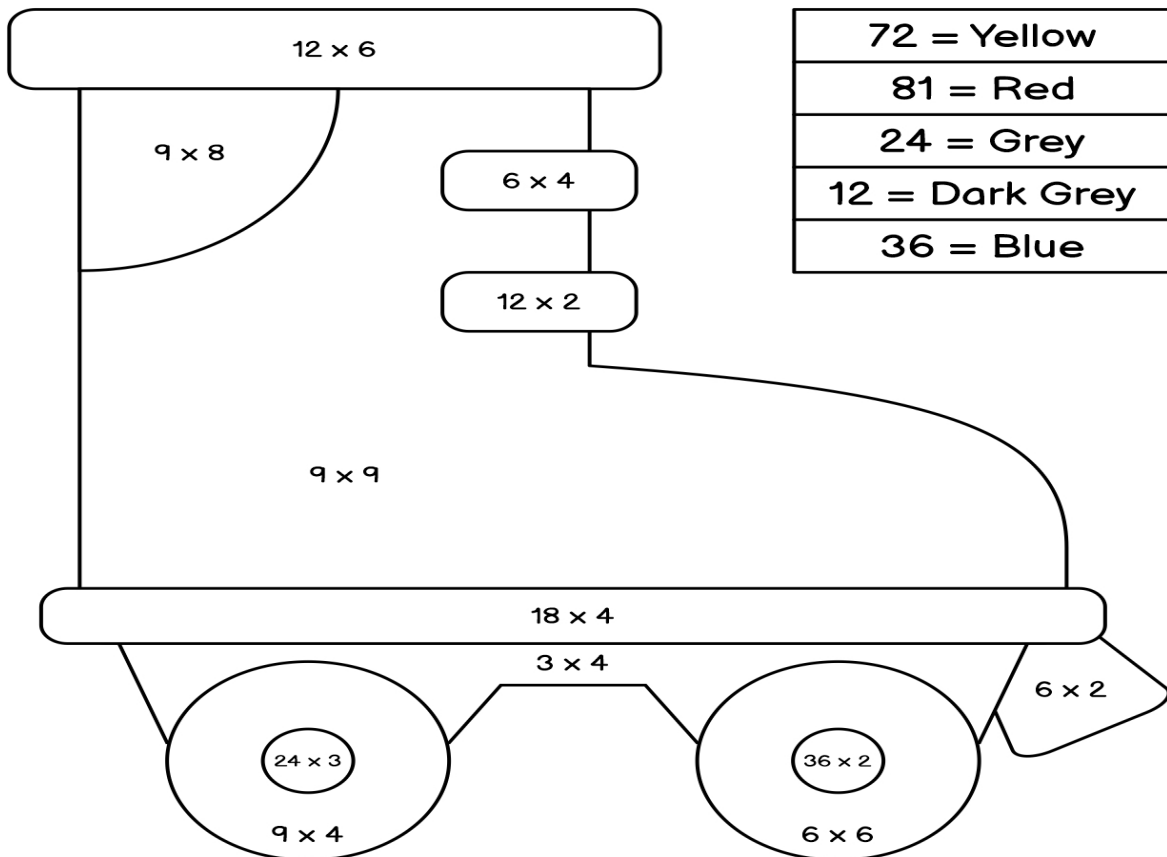 12 x 6
72 = Yellow
81 = Red
24 = Grey
12 = Dark Grey
36 = Blue
9 x 8
6 x 4
12 x 2
9 x 9
18 x 4
3 x 4
6 x 2
24 x 3
36 x 2
9 x 4
6 x 6